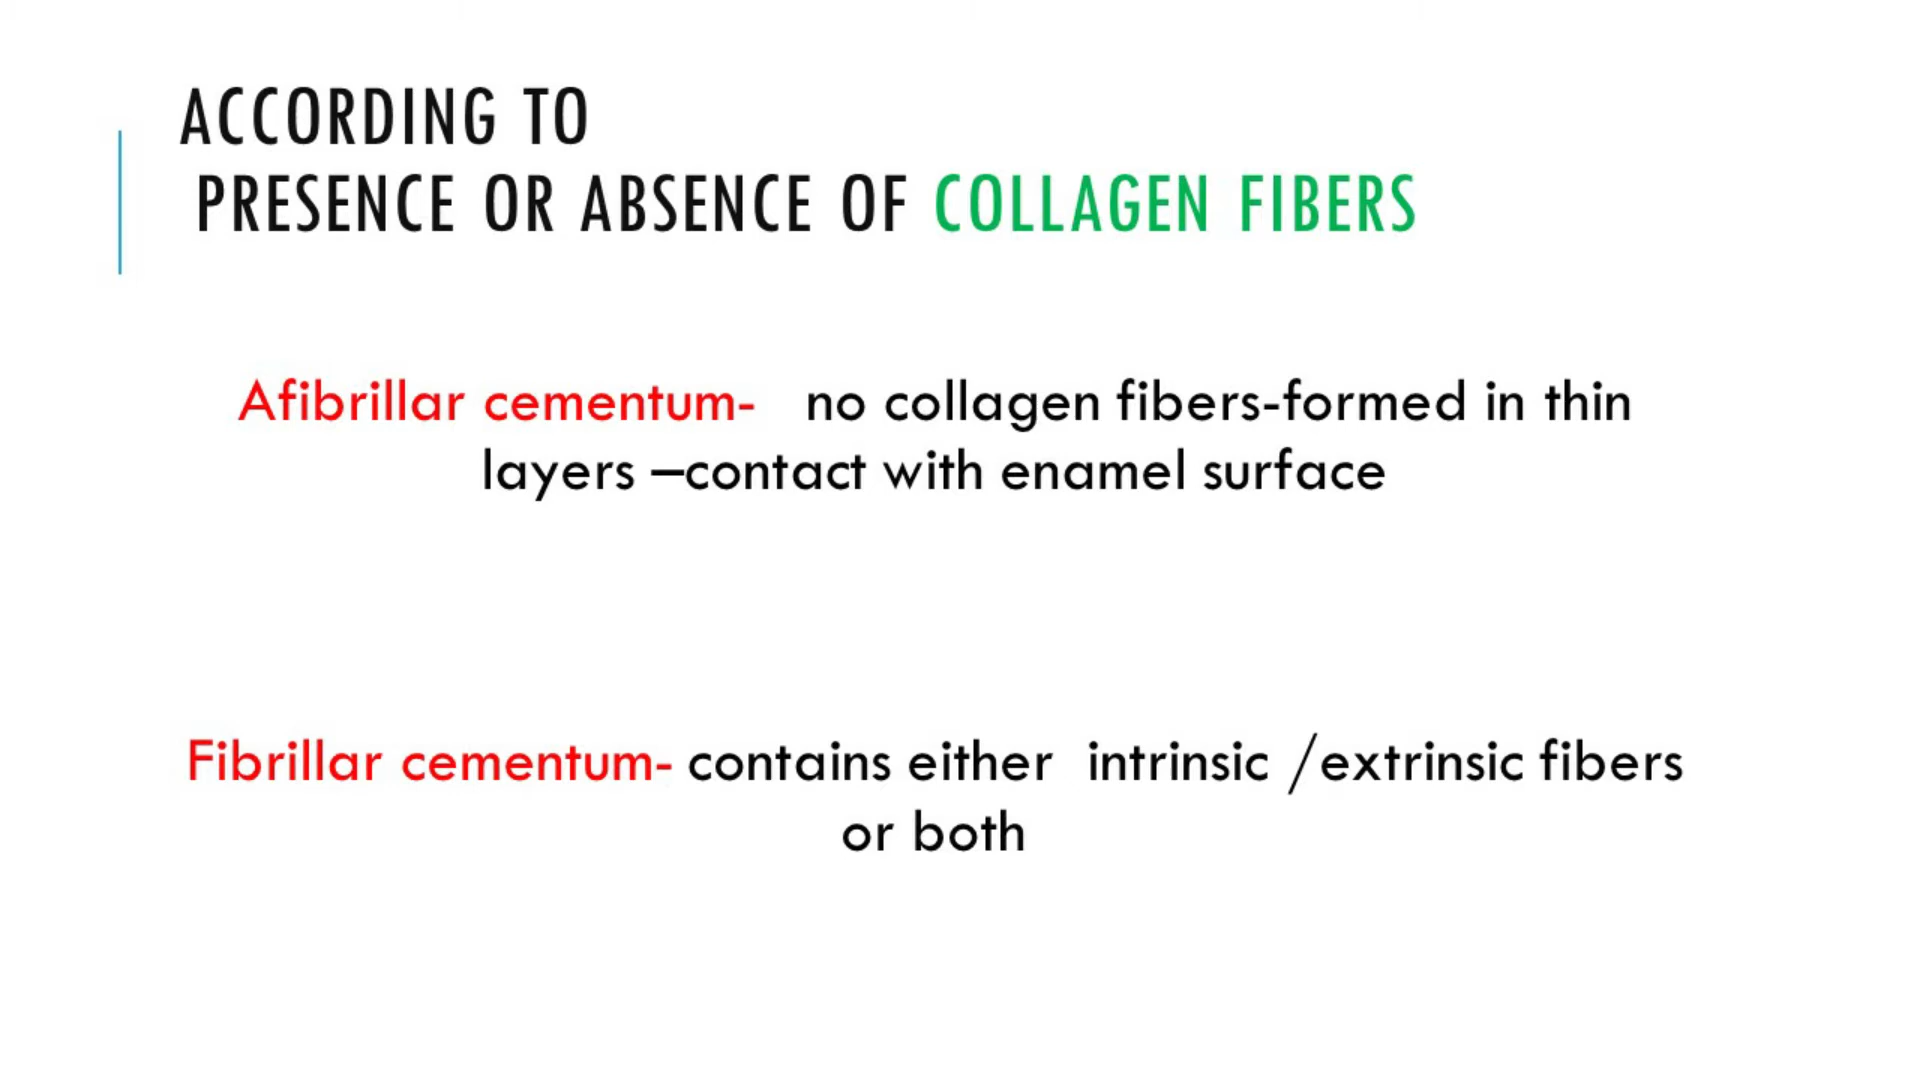 ACCORDING TO
PRESENCE OR ABSENCE OF COLLAGEN FIBERS
Afibrillar cementum- no collagen fibers-formed in thin
layers –contact with enamel surface
Fibrillar cementum- contains either intrinsic /extrinsic fibers
or both